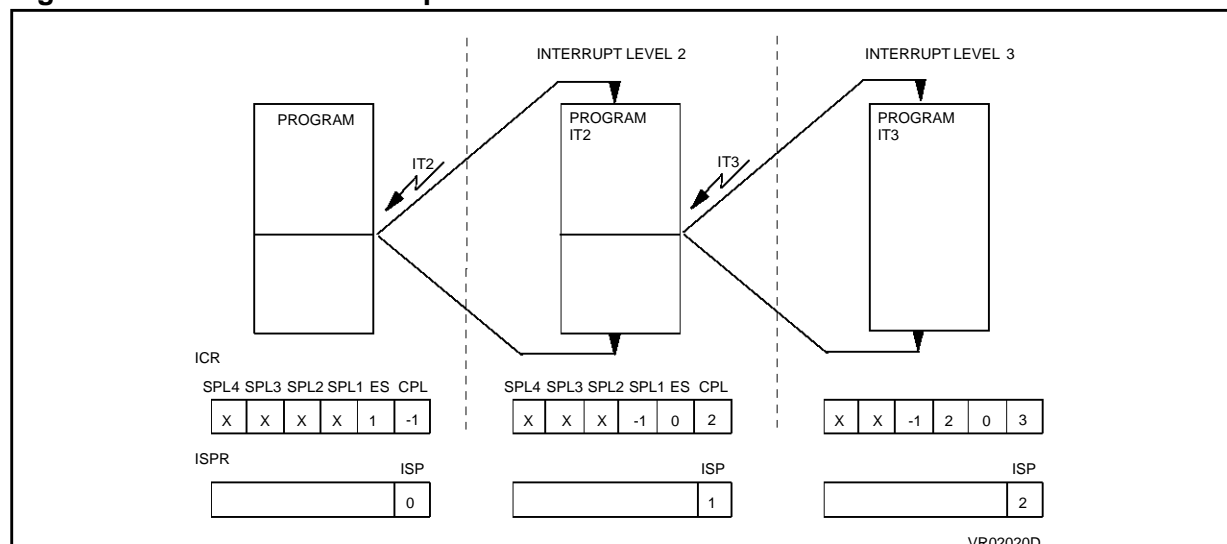 INTERRUPT LEVEL 2
INTERRUPT LEVEL 3
PROGRAM
PROGRAM
IT2
PROGRAM
IT3
IT2
IT3
ICR
SPL4 SPL3 SPL2 SPL1 ES CPL
X X X X 1 -1
SPL4 SPL3 SPL2 SPL1 ES CPL
X X X -1 0 2
X X -1 2 0 3
ISPR
ISP
0
ISP
1
ISP
2
VR02020D